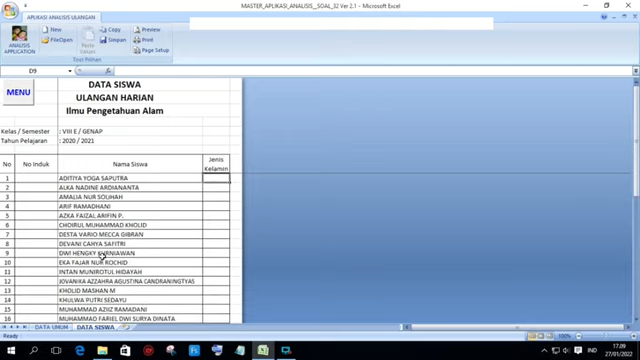 MASTER_APLIKASI_ANALISIS__SOAL_32 Ver 2.1 - Microsoft Excel
APLIKASI ANALISIS ULANGAN
ANALISIS APPLICATION
New
FileOpen
Paste Values
Copy
Simpan
Preview
Print
Page Setup
Tool Pilihan
D9
fx
MENU
DATA SISWA
ULANGAN HARIAN
Ilmu Pengetahuan Alam
Kelas/ Semester : VIII E / GENAP
Tahun Pelajaran : 2020 / 2021
No No Induk Nama Siswa Jenis Kelamin
1 ADITIYA YOGA SAPUTRA
2 ALKA NADINE ARDIANANTA
3 AMALIA NUR SOLIHAH
4 ARIF RAMADHANI
5 AZKA FAIZAL ARIFIN P.
6 CHOIRUL MUHAMMAD KHOLID
7 DESTA VARIO MECCA GIBRAN
8 DEVANI CAHYA SAFITRI
9 DWI HENGKY KURNIAWAN
10 EKA FAJAR NUR ROCHID
11 INTAN MUNIROTUL HIDAYAH
12 JOVANIKA AZZAHRA AGUSTINA CANDRANINGTYAS
13 KHOLID MASHAN M
14 KHULWA PUTRI SEDAYU
15 MUHAMMAD AZIIZ RAMADANI
16 MUHAMMAD FARIEL DWI SURYA DINATA
DATA UMUM DATA SISWA
Ready
100%
IND
17.09
27/01/2022